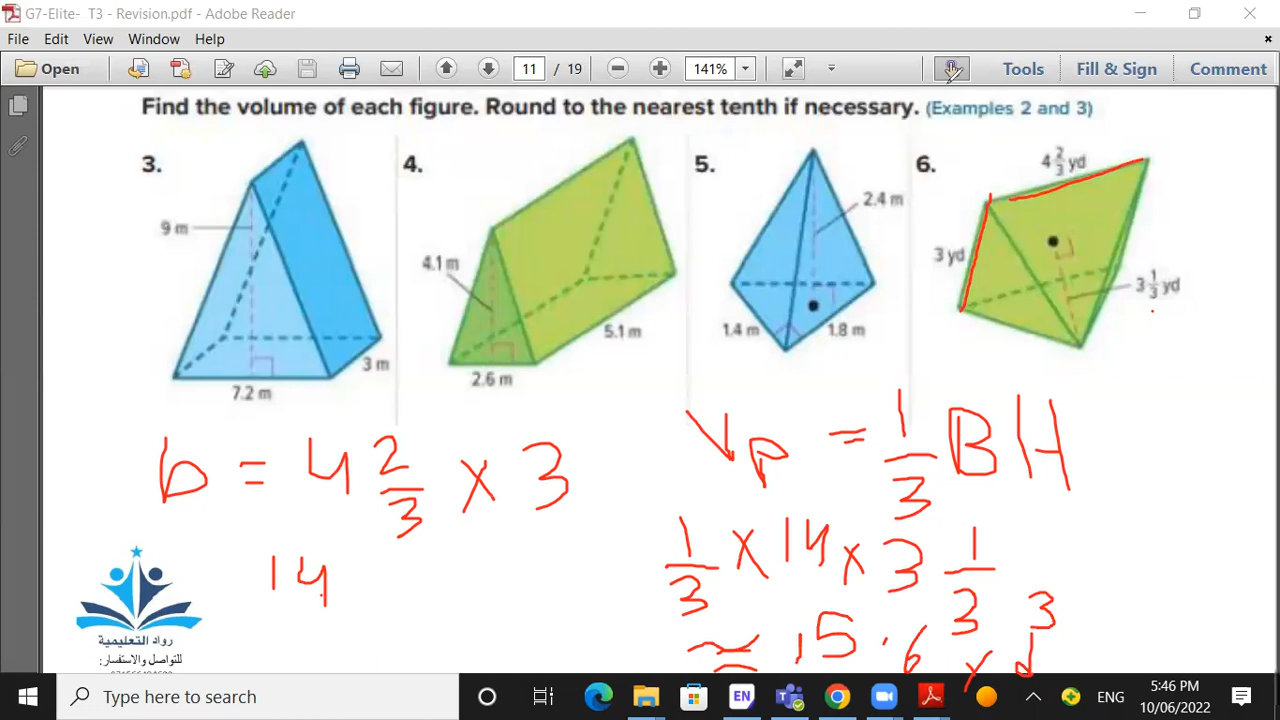 G7-Elite- T3 - Revision.pdf - Adobe Reader
File Edit View Window Help
Open 11 / 19 141% Tools Fill & Sign Comment
Find the volume of each figure. Round to the nearest tenth if necessary. (Examples 2 and 3)
3. 4. 5. 6.
9 m
7.2 m
3 m
4.1 m
5.1 m
2.6 m
2.4 m
1.4 m
1.8 m
4 2/3 yd
3 yd
3 1/3 yd
b = 4 2/3 x 3
14
Vp = 1/3 BH
1/3 x 14 x 3 1/3
≈ 15.6 yd³
رواد التعليمية
للتواصل والاستفسار:
Type here to search
EN
ENG
5:46 PM
10/06/2022